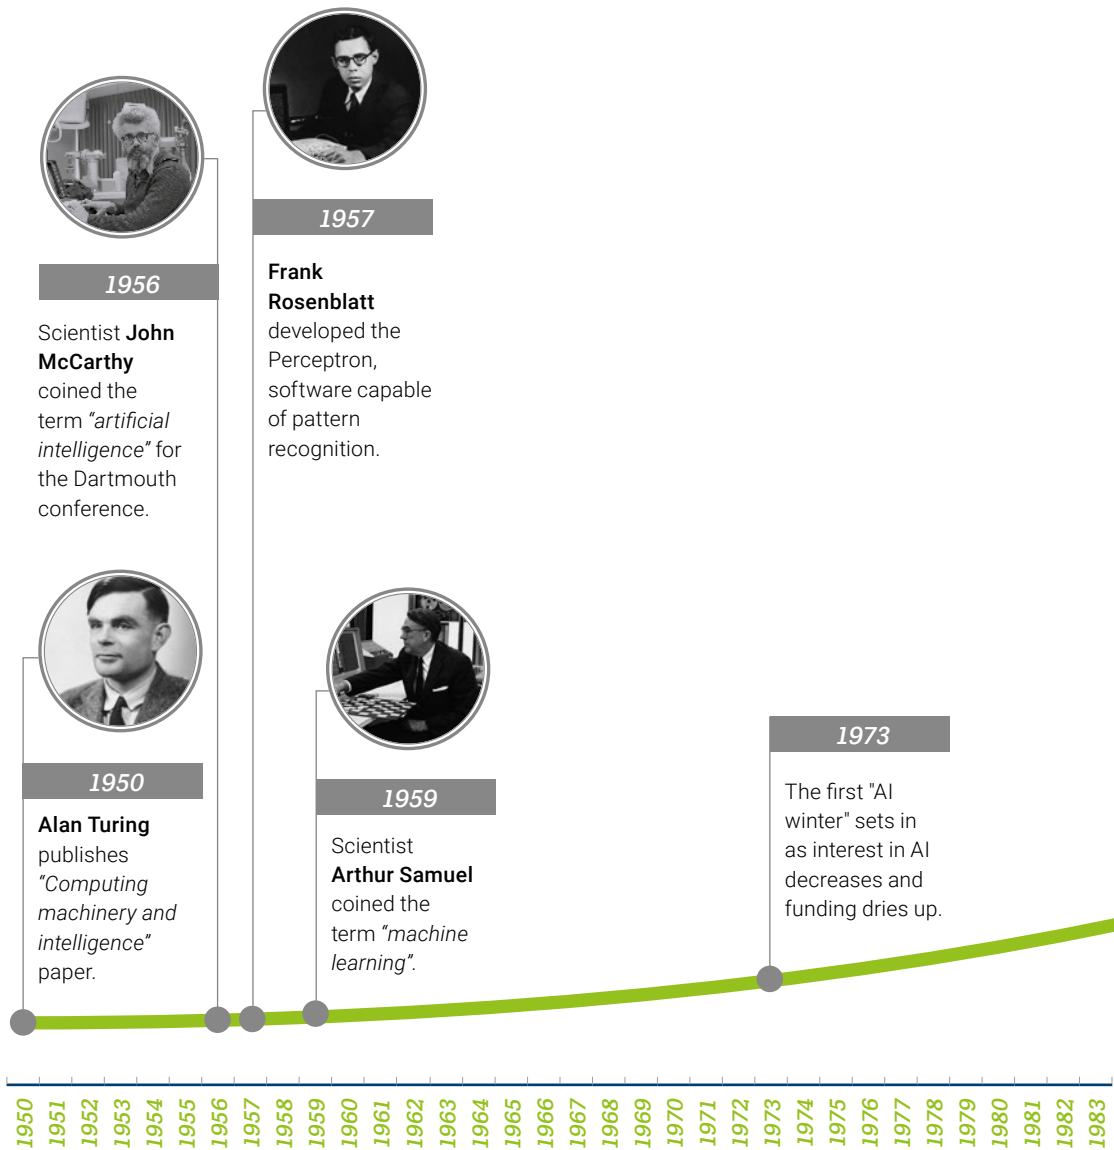 1956
Scientist John
McCarthy
coined the
term “artificial
intelligence” for
the Dartmouth
conference.
1957
Frank
Rosenblatt
developed the
Perceptron,
software capable
of pattern
recognition.
1950
Alan Turing
publishes
“Computing
machinery and
intelligence”
paper.
1959
Scientist
Arthur Samuel
coined the
term “machine
learning”.
1973
The first "AI
winter" sets in
as interest in AI
decreases and
funding dries up.
1950
1951
1952
1953
1954
1955
1956
1957
1958
1959
1960
1961
1962
1963
1964
1965
1966
1967
1968
1969
1970
1971
1972
1973
1974
1975
1976
1977
1978
1979
1980
1981
1982
1983